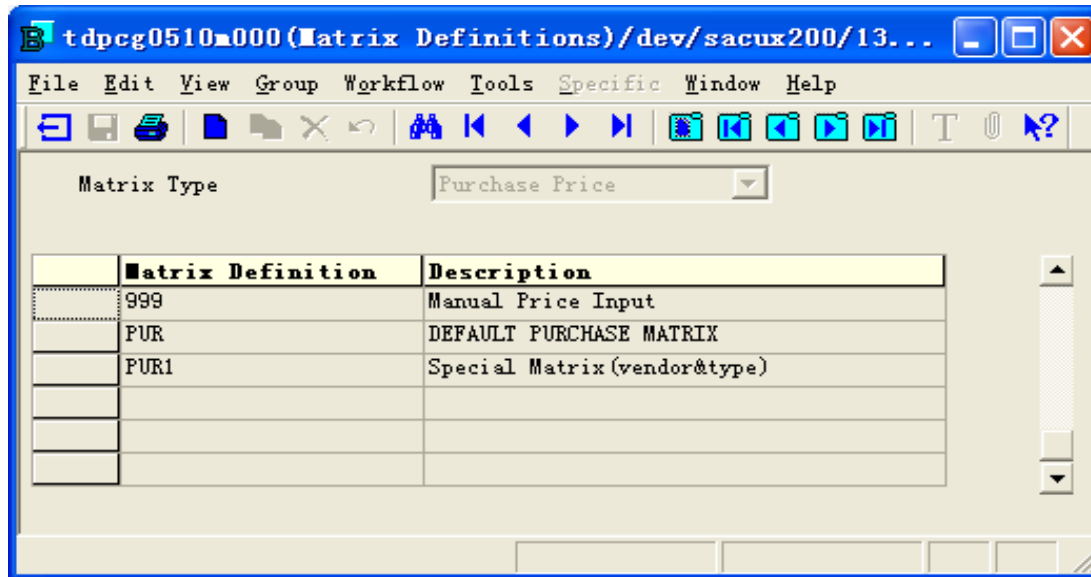 tdpcg0510m000(Matrix Definitions)/dev/sacux200/13...
File Edit View Group Workflow Tools Specific Window Help
Matrix Type Purchase Price
Matrix Definition Description
999 Manual Price Input
PUR DEFAULT PURCHASE MATRIX
PUR1 Special Matrix(vendor&type)